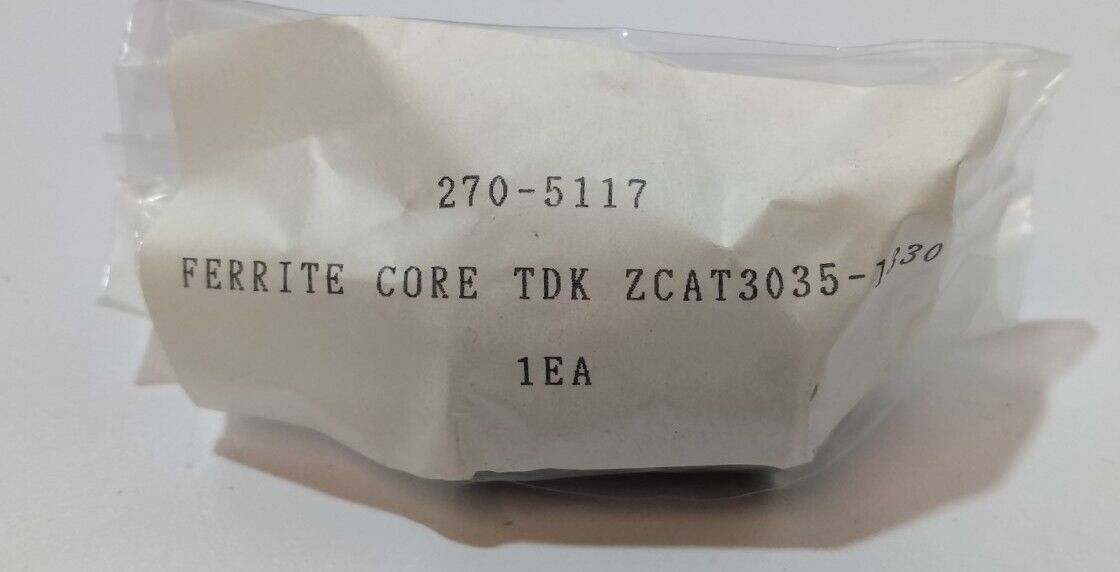 270-5117
FERRITE CORE TDK ZCAT3035-1330
1EA